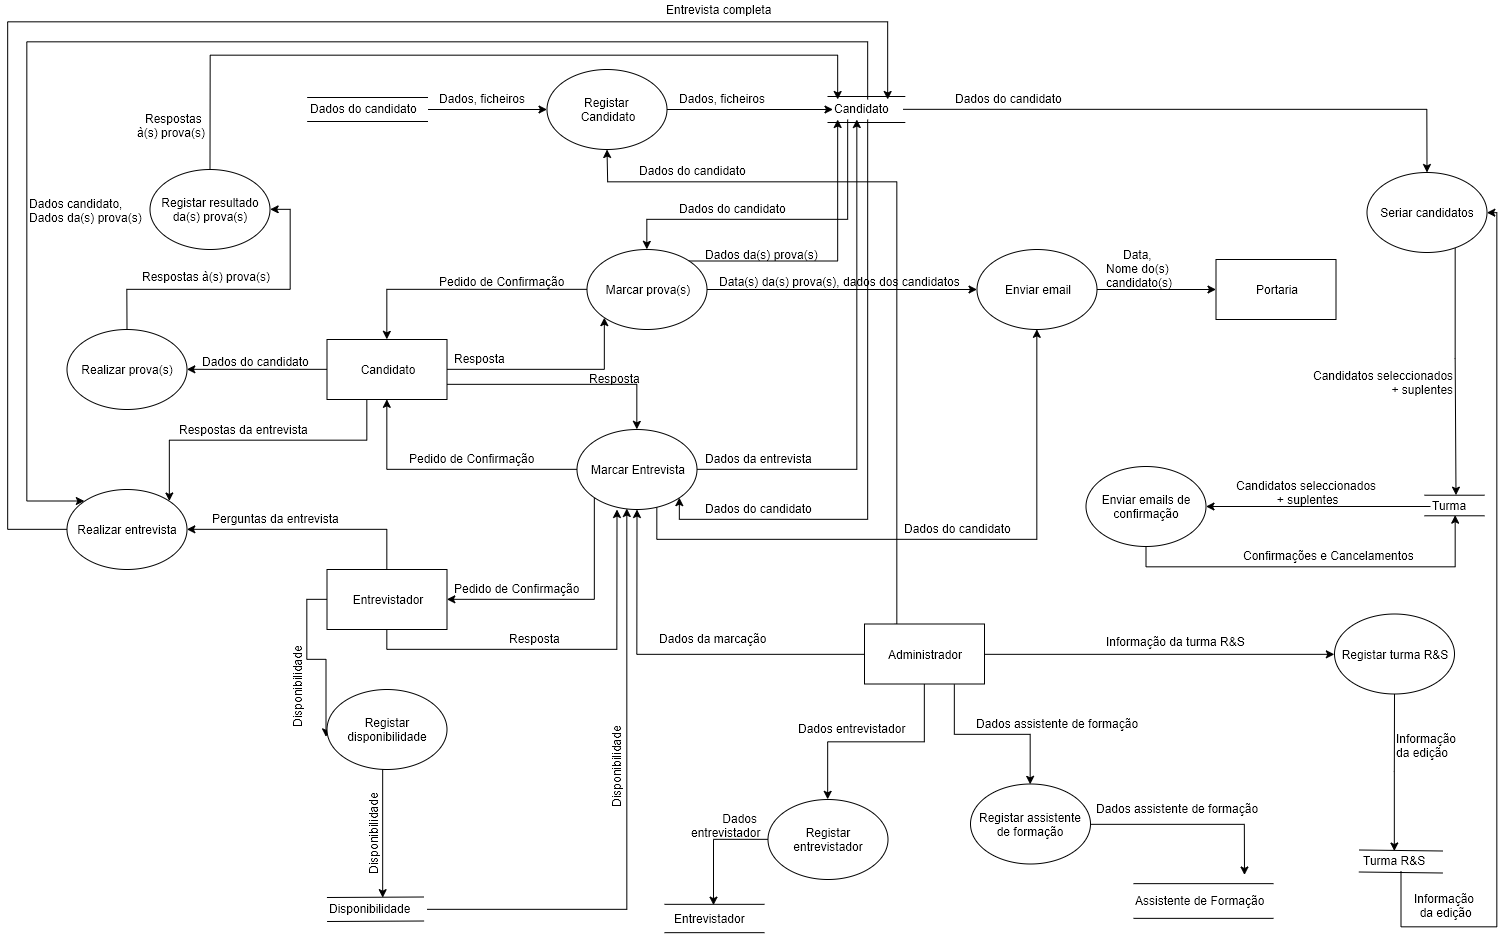 Entrevista completa
Dados do candidato
Dados, ficheiros
Registar
Candidato
Dados, ficheiros
Candidato
Dados do candidato
Respostas
à(s) prova(s)
Dados do candidato
Dados candidato,
Dados da(s) prova(s)
Registar resultado
da(s) prova(s)
Dados do candidato
Seriar candidatos
Dados da(s) prova(s)
Data,
Nome do(s)
candidato(s)
Respostas à(s) prova(s)
Pedido de Confirmação
Marcar prova(s)
Data(s) da(s) prova(s), dados dos candidatos
Enviar email
Portaria
Realizar prova(s)
Dados do candidato
Candidato
Resposta
Resposta
Candidatos seleccionados
+ suplentes
Respostas da entrevista
Pedido de Confirmação
Marcar Entrevista
Dados da entrevista
Enviar emails de
confirmação
Candidatos seleccionados
+ suplentes
Turma
Realizar entrevista
Perguntas da entrevista
Dados do candidato
Dados do candidato
Confirmações e Cancelamentos
Entrevistador
Pedido de Confirmação
Resposta
Dados da marcação
Administrador
Informação da turma R&S
Registar turma R&S
Disponibilidade
Registar
disponibilidade
Dados entrevistador
Dados assistente de formação
Informação
da edição
Disponibilidade
Disponibilidade
Dados
entrevistador
Registar
entrevistador
Registar assistente
de formação
Dados assistente de formação
Turma R&S
Disponibilidade
Entrevistador
Assistente de Formação
Informação
da edição